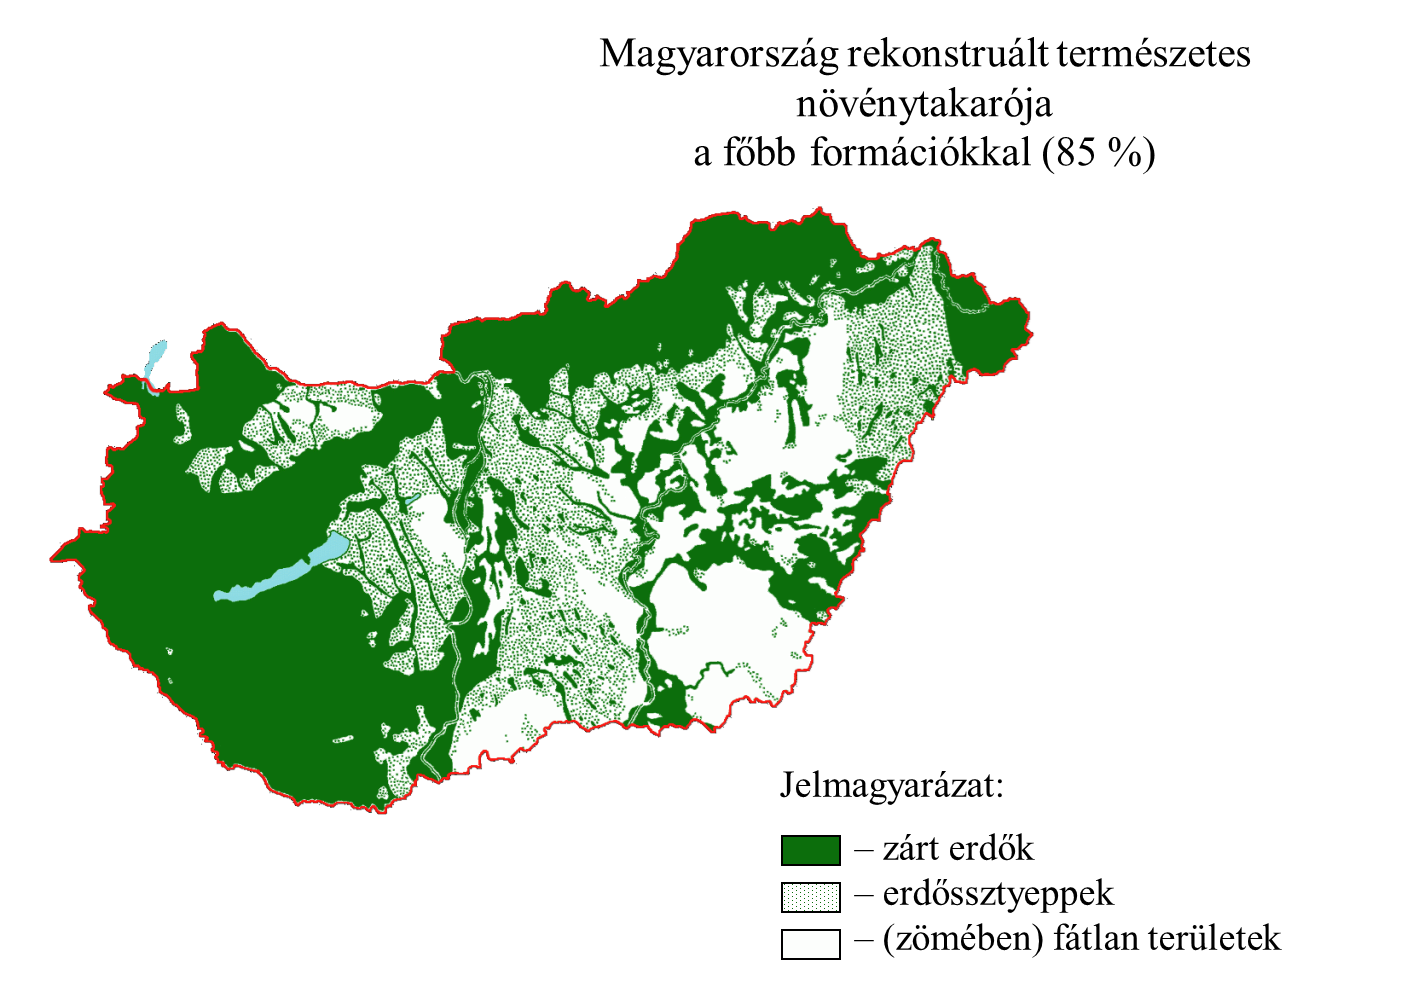 Magyarország rekonstruált természetes
növénytakarója
a főbb formációkkal (85 %)
Jelmagyarázat:
– zárt erdők
– erdőssztyeppek
– (zömében) fátlan területek